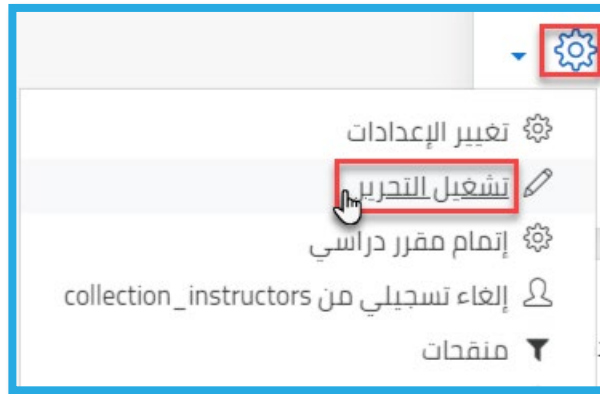 تغيير الإعدادات
تشغيل التحرير
إتمام مقرر دراسي
إلغاء تسجيلي من collection_instructors
منقحات